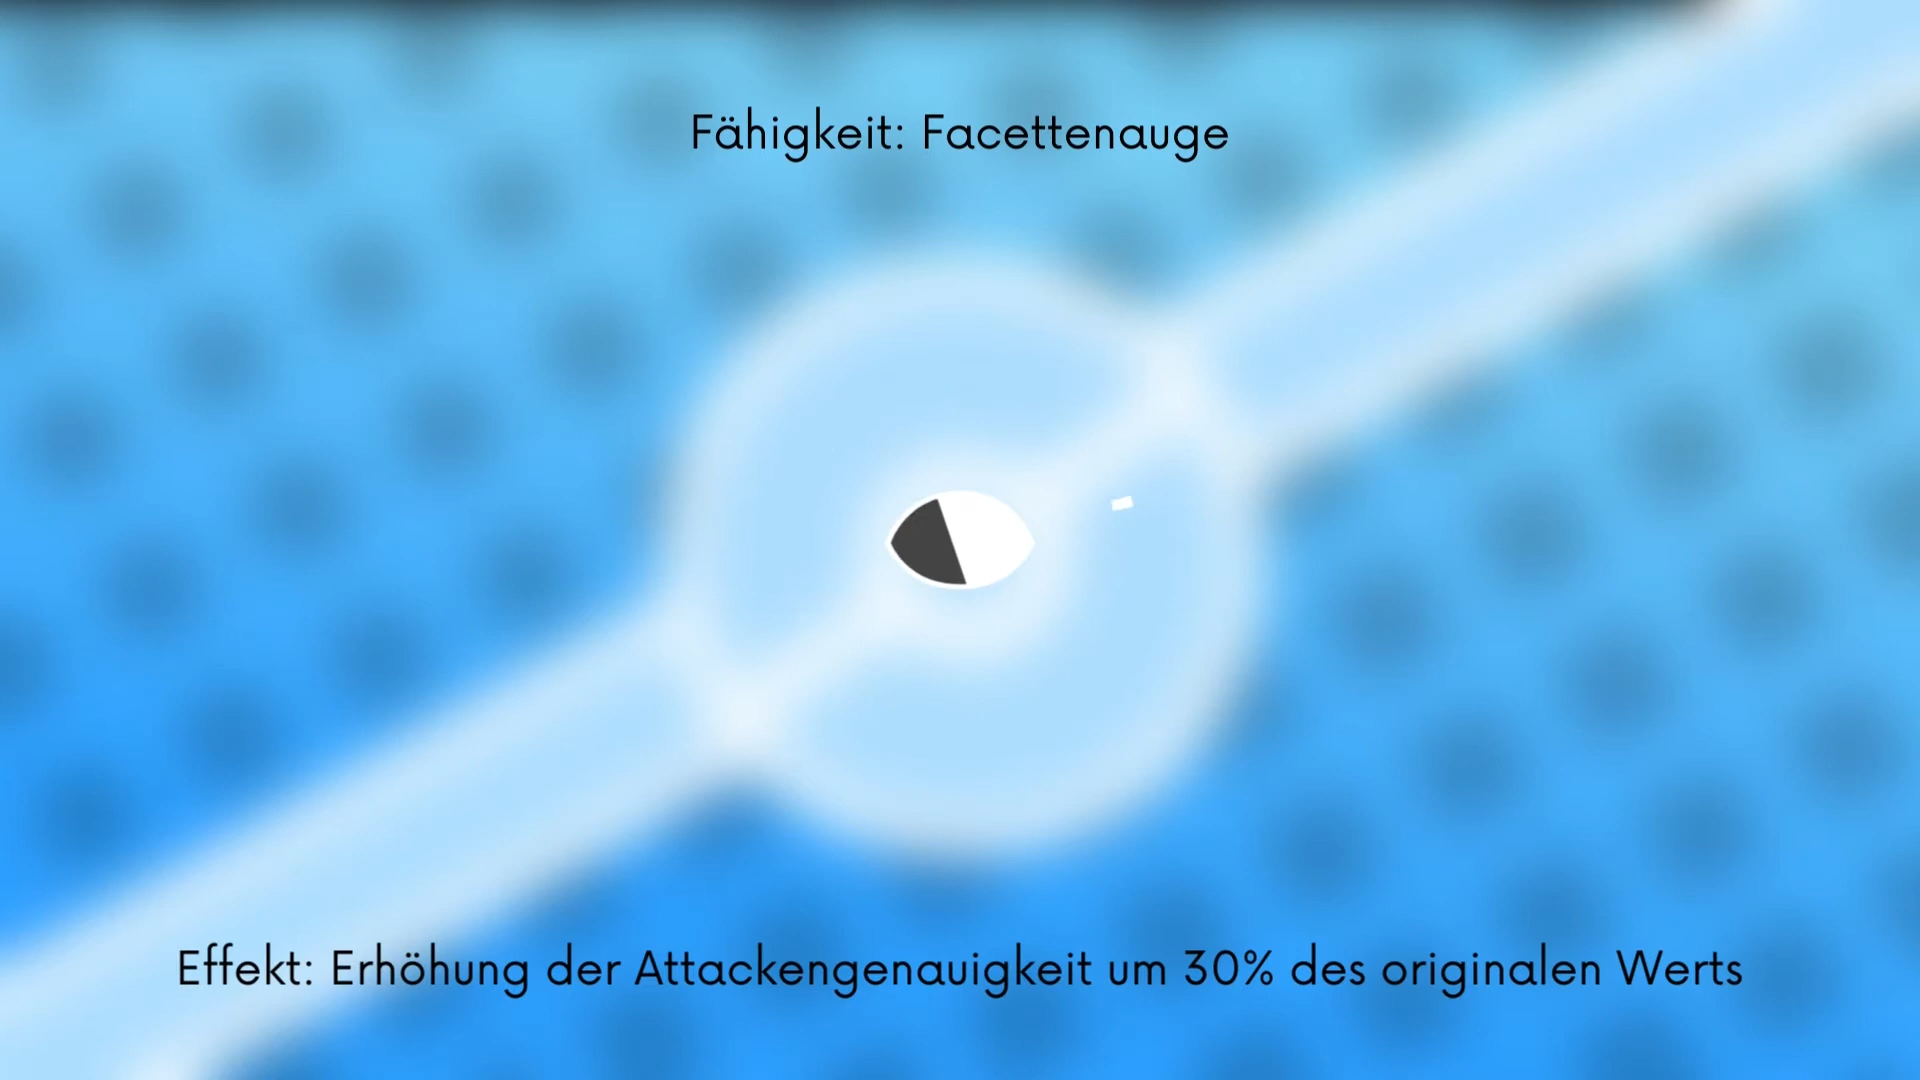 Fähigkeit: Facettenauge
Effekt: Erhöhung der Attackengenauigkeit um 30% des originalen Werts